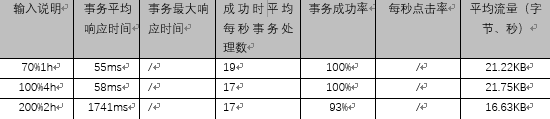 输入说明 事务平均响应时间 事务最大响应时间 成功时平均每秒事务处理数 事务成功率 每秒点击率 平均流量（字节、秒）
70%1h 55ms / 19 100% / 21.22KB
100%4h 58ms / 17 100% / 21.75KB
200%2h 1741ms / 17 93% / 16.63KB